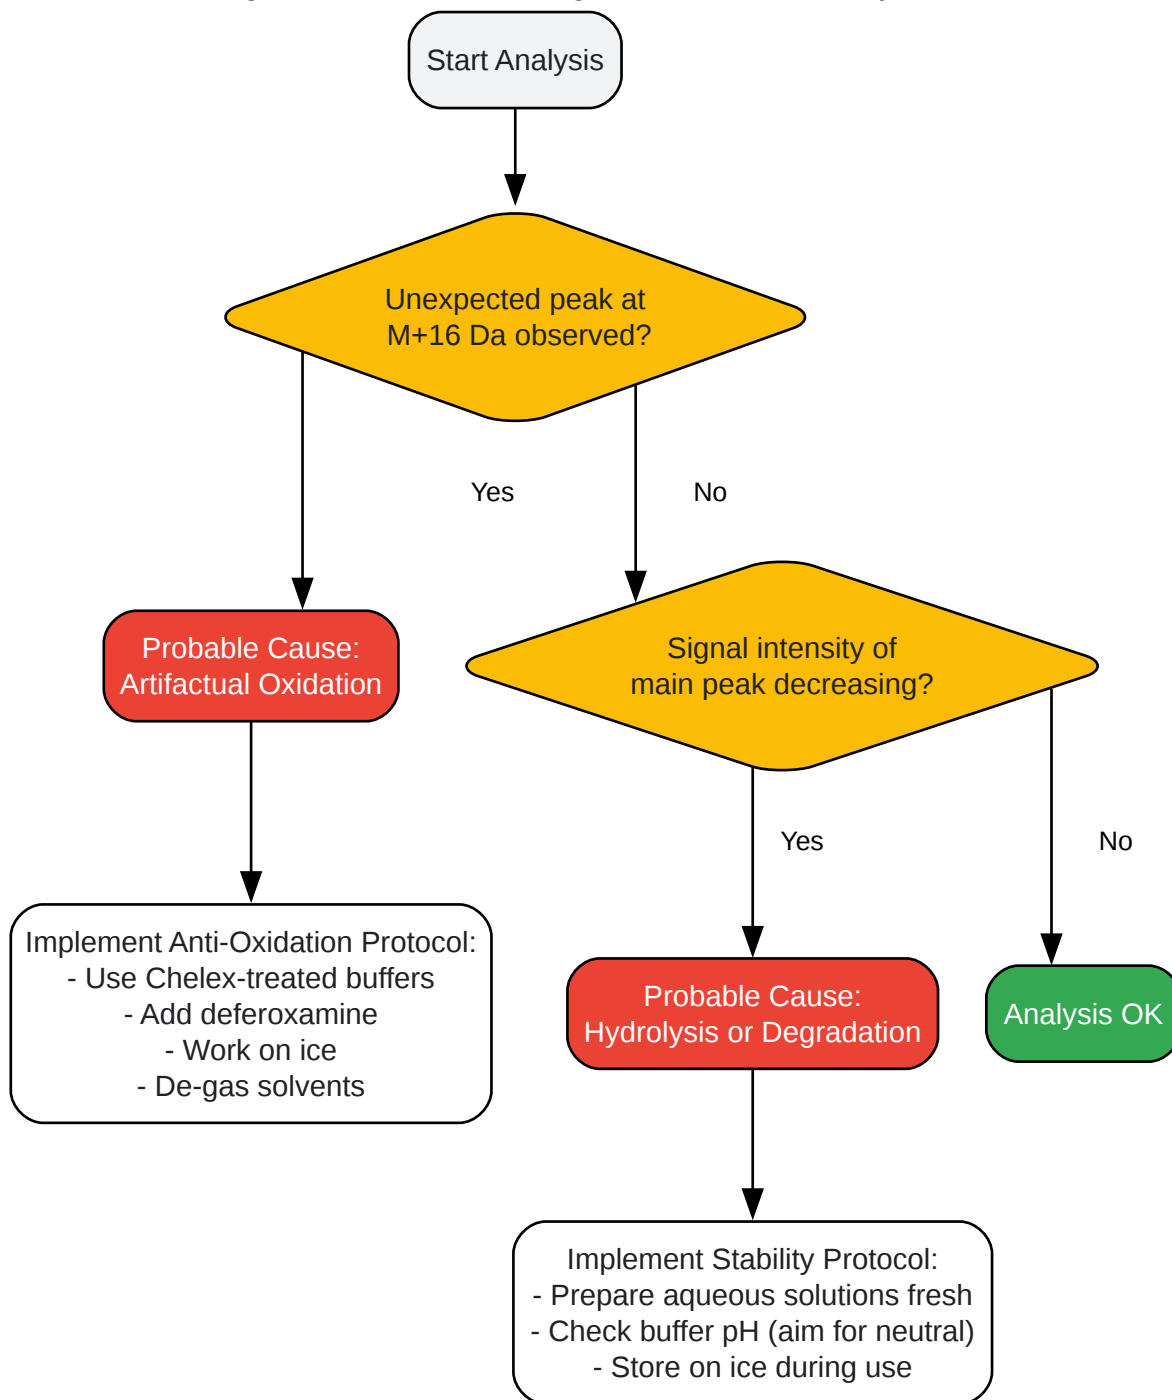 Start Analysis
Unexpected peak at
M+16 Da observed?
Yes
No
Probable Cause:
Artifactual Oxidation
Signal intensity of
main peak decreasing?
Yes
No
Implement Anti-Oxidation Protocol:
- Use Chelex-treated buffers
- Add deferoxamine
- Work on ice
- De-gas solvents
Probable Cause:
Hydrolysis or Degradation
Analysis OK
Implement Stability Protocol:
- Prepare aqueous solutions fresh
- Check buffer pH (aim for neutral)
- Store on ice during use